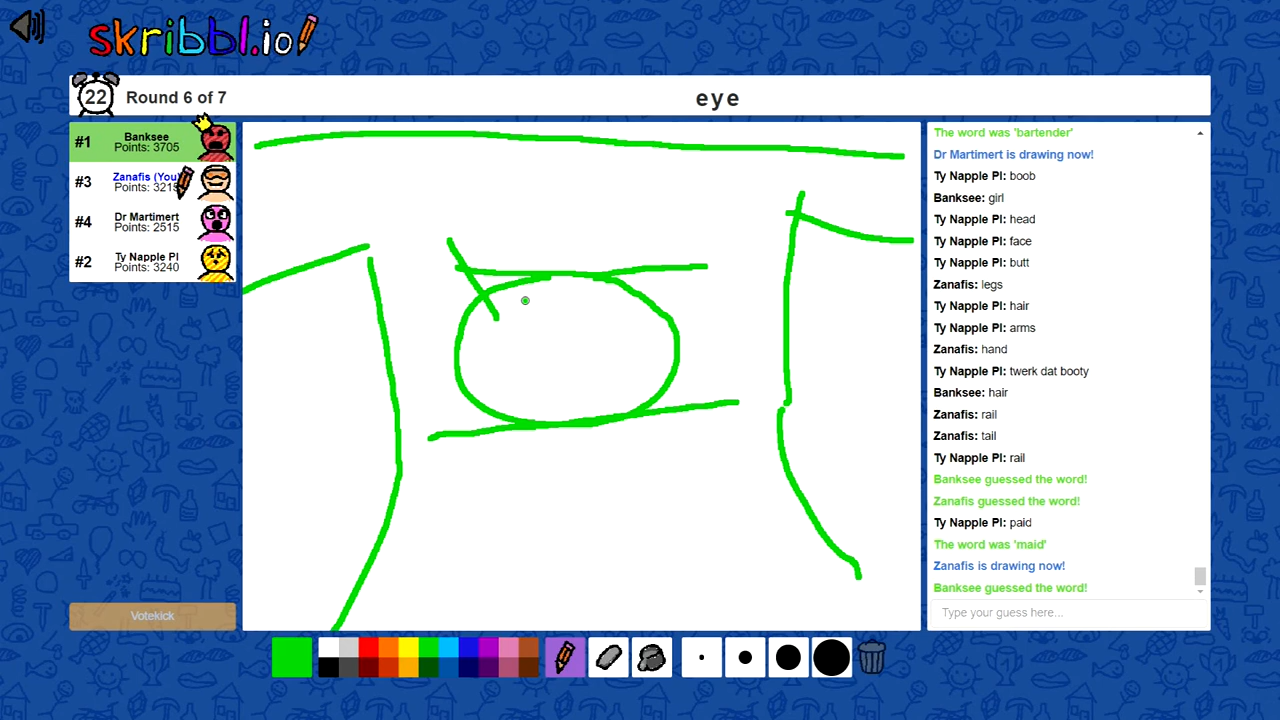 skribbl.io
22
Round 6 of 7
eye
#1
Banksee
Points: 3705
#3
Zanafis (You)
Points: 3215
#4
Dr Martimert
Points: 2515
#2
Ty Napple Pl
Points: 3240
Votekick
The word was 'bartender'
Dr Martimert is drawing now!
Ty Napple Pl: boob
Banksee: girl
Ty Napple Pl: head
Ty Napple Pl: face
Ty Napple Pl: butt
Zanafis: legs
Ty Napple Pl: hair
Ty Napple Pl: arms
Zanafis: hand
Ty Napple Pl: twerk dat booty
Banksee: hair
Zanafis: rail
Zanafis: tail
Ty Napple Pl: rail
Banksee guessed the word!
Zanafis guessed the word!
Ty Napple Pl: paid
The word was 'maid'
Zanafis is drawing now!
Banksee guessed the word!
Type your guess here...